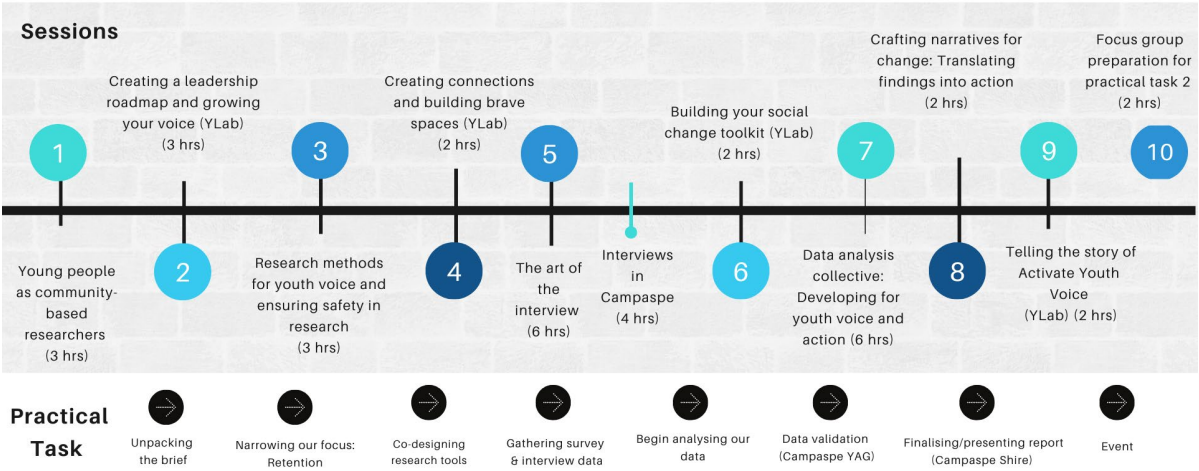 Sessions
1
Young people
as community-
based
researchers
(3 hrs)
Creating a leadership
roadmap and growing
your voice (YLab)
(3 hrs)
2
3
Research methods
for youth voice and
ensuring safety in
research
(3 hrs)
Creating connections
and building brave
spaces (YLab)
(2 hrs)
4
5
The art of
the
interview
(6 hrs)
Interviews
in
Campaspe
(4 hrs)
Building your social
change toolkit (YLab)
(2 hrs)
6
7
Data analysis
collective:
Developing for
youth voice and
action (6 hrs)
Crafting narratives for
change: Translating
findings into action
(2 hrs)
8
9
Telling the story of
Activate Youth
Voice
(YLab) (2 hrs)
Focus group
preparation for
practical task 2
(2 hrs)
10
Practical
Task
Unpacking
the brief
Narrowing our focus:
Retention
Co-designing
research tools
Gathering survey
& interview data
Begin analysing our
data
Data validation
(Campaspe YAG)
Finalising/presenting report
(Campaspe Shire)
Event